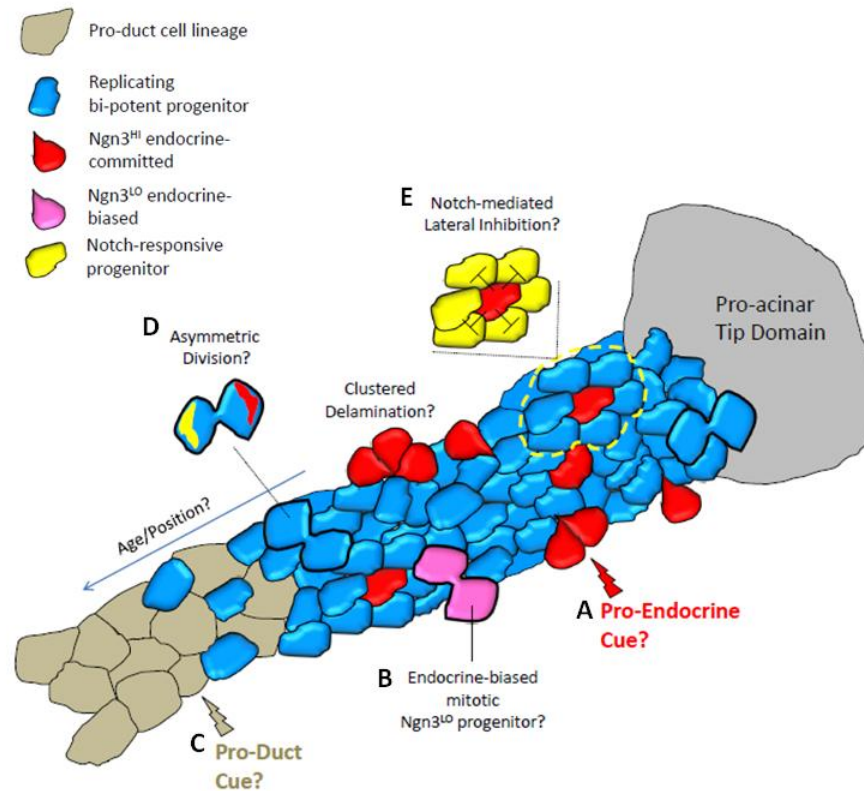 Pro-duct cell lineage
Replicating
bi-potent progenitor
Ngn3ᴴᴵ endocrine-
committed
Ngn3ᴸᴼ endocrine-
biased
Notch-responsive
progenitor
E
Notch-mediated
Lateral Inhibition?
Pro-acinar
Tip Domain
D
Asymmetric
Division?
Clustered
Delamination?
Age/Position?
A Pro-Endocrine
Cue?
B Endocrine-biased
mitotic
Ngn3ᴸᴼ progenitor?
C Pro-Duct
Cue?